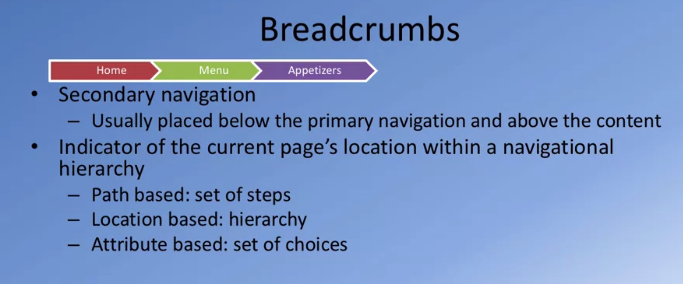 Breadcrumbs
Home Menu Appetizers
• Secondary navigation
– Usually placed below the primary navigation and above the content
• Indicator of the current page’s location within a navigational
hierarchy
– Path based: set of steps
– Location based: hierarchy
– Attribute based: set of choices